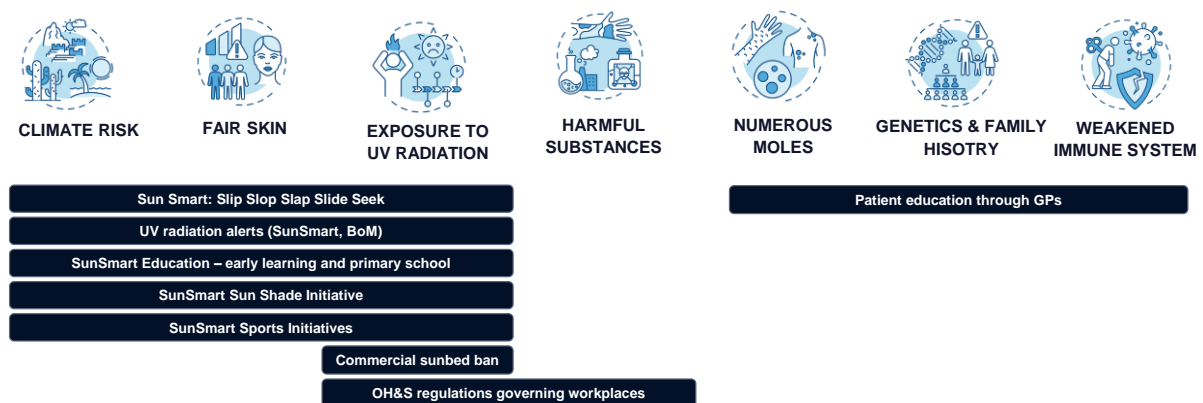 CLIMATE RISK
FAIR SKIN
EXPOSURE TO
UV RADIATION
HARMFUL
SUBSTANCES
NUMEROUS
MOLES
GENETICS & FAMILY
HISOTRY
WEAKENED
IMMUNE SYSTEM
Sun Smart: Slip Slop Slap Slide Seek
Patient education through GPs
UV radiation alerts (SunSmart, BoM)
SunSmart Education – early learning and primary school
SunSmart Sun Shade Initiative
SunSmart Sports Initiatives
Commercial sunbed ban
OH&S regulations governing workplaces